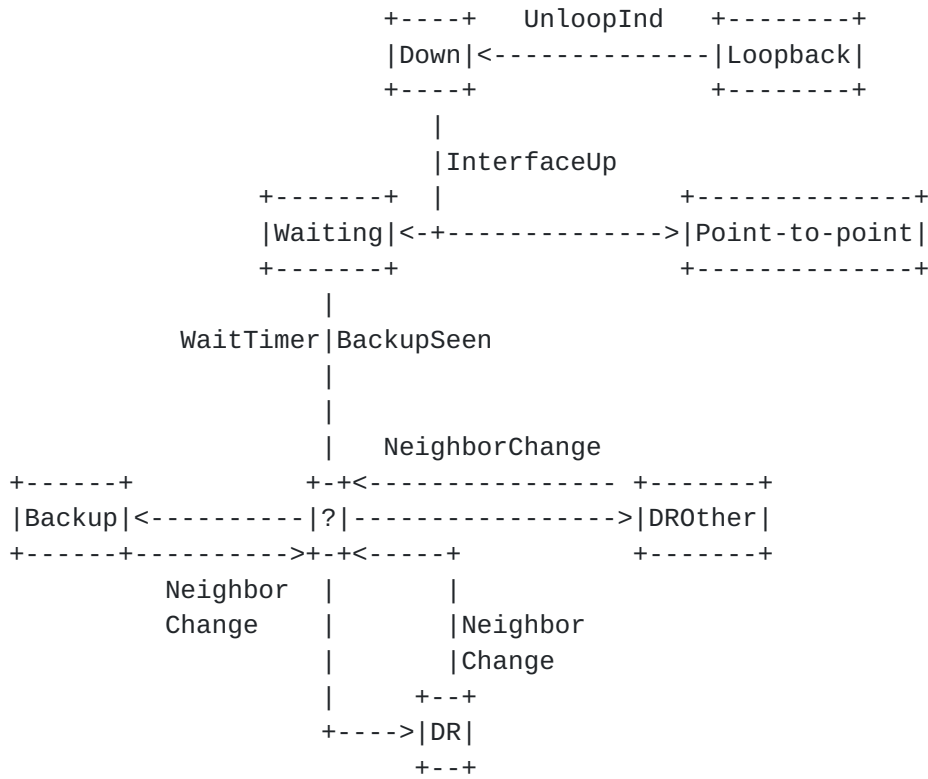 +----+   UnloopInd   +--------+
|Down|<--------------|Loopback|
+----+               +--------+
|
|InterfaceUp
+-------+  |               +--------------+
|Waiting|<-+-------------->|Point-to-point|
+-------+                  +--------------+
|
WaitTimer|BackupSeen
|
|
|   NeighborChange
+------+           +-+<---------------- +-------+
|Backup|<----------|?|----------------->|DROther|
+------+---------->+-+<-----+           +-------+
Neighbor  |       |
Change    |       |Neighbor
|       |Change
|     +--+
+---->|DR|
+--+